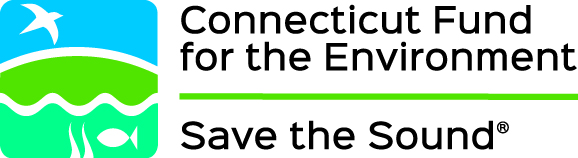 Connecticut Fund
for the Environment
Save the Sound®